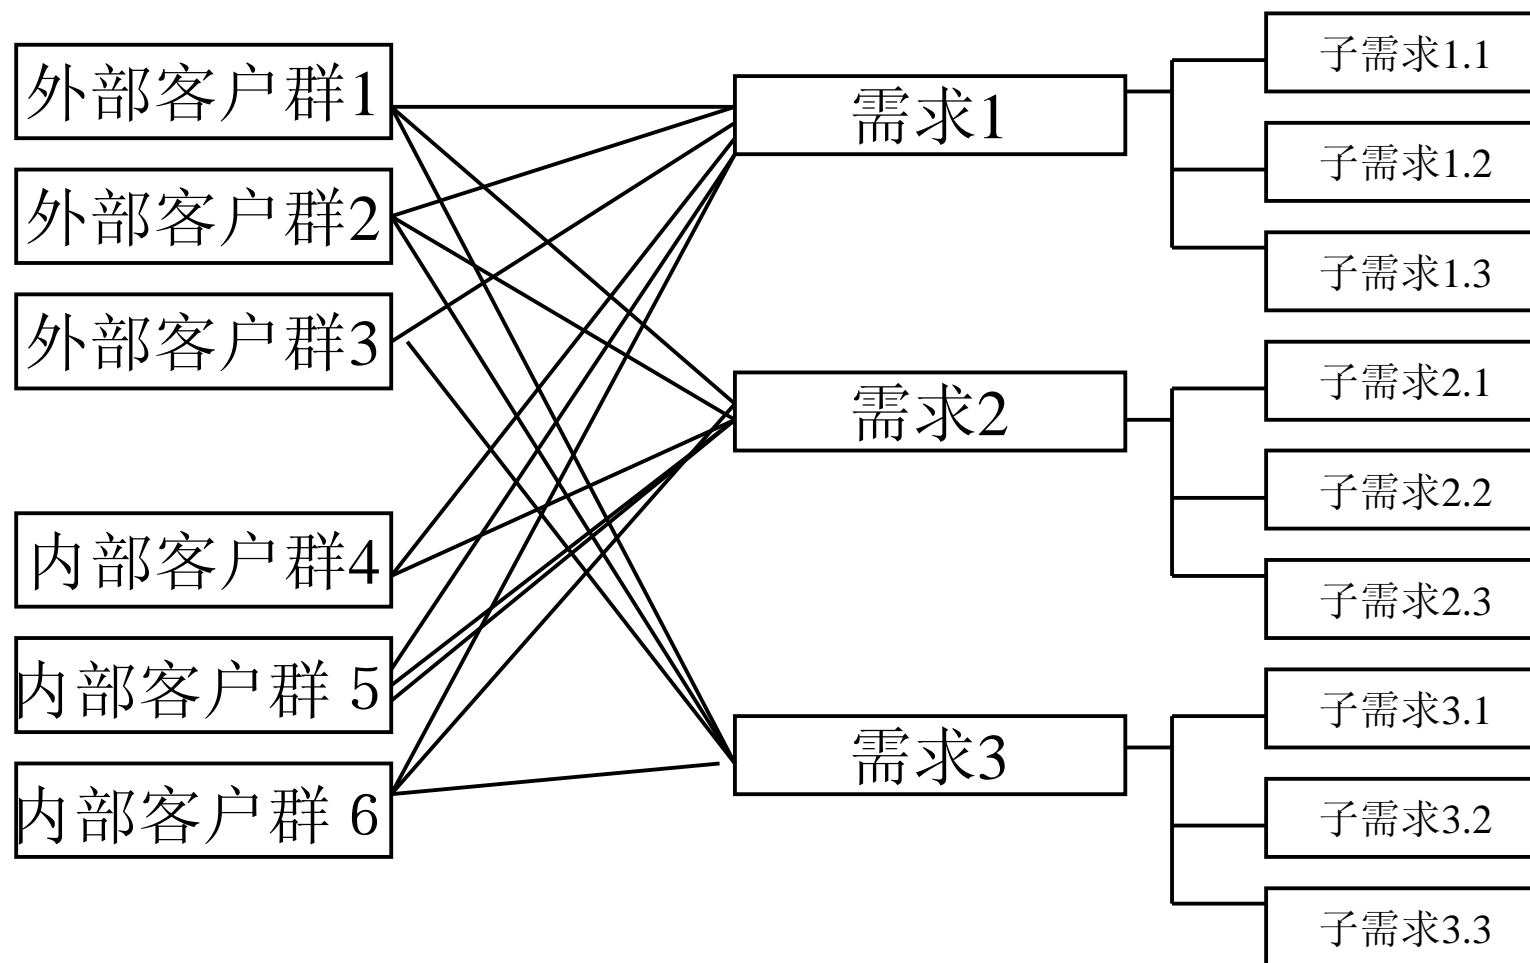 外部客户群1
外部客户群2
外部客户群3
内部客户群4
内部客户群 5
内部客户群 6
需求1
需求2
需求3
子需求1.1
子需求1.2
子需求1.3
子需求2.1
子需求2.2
子需求2.3
子需求3.1
子需求3.2
子需求3.3